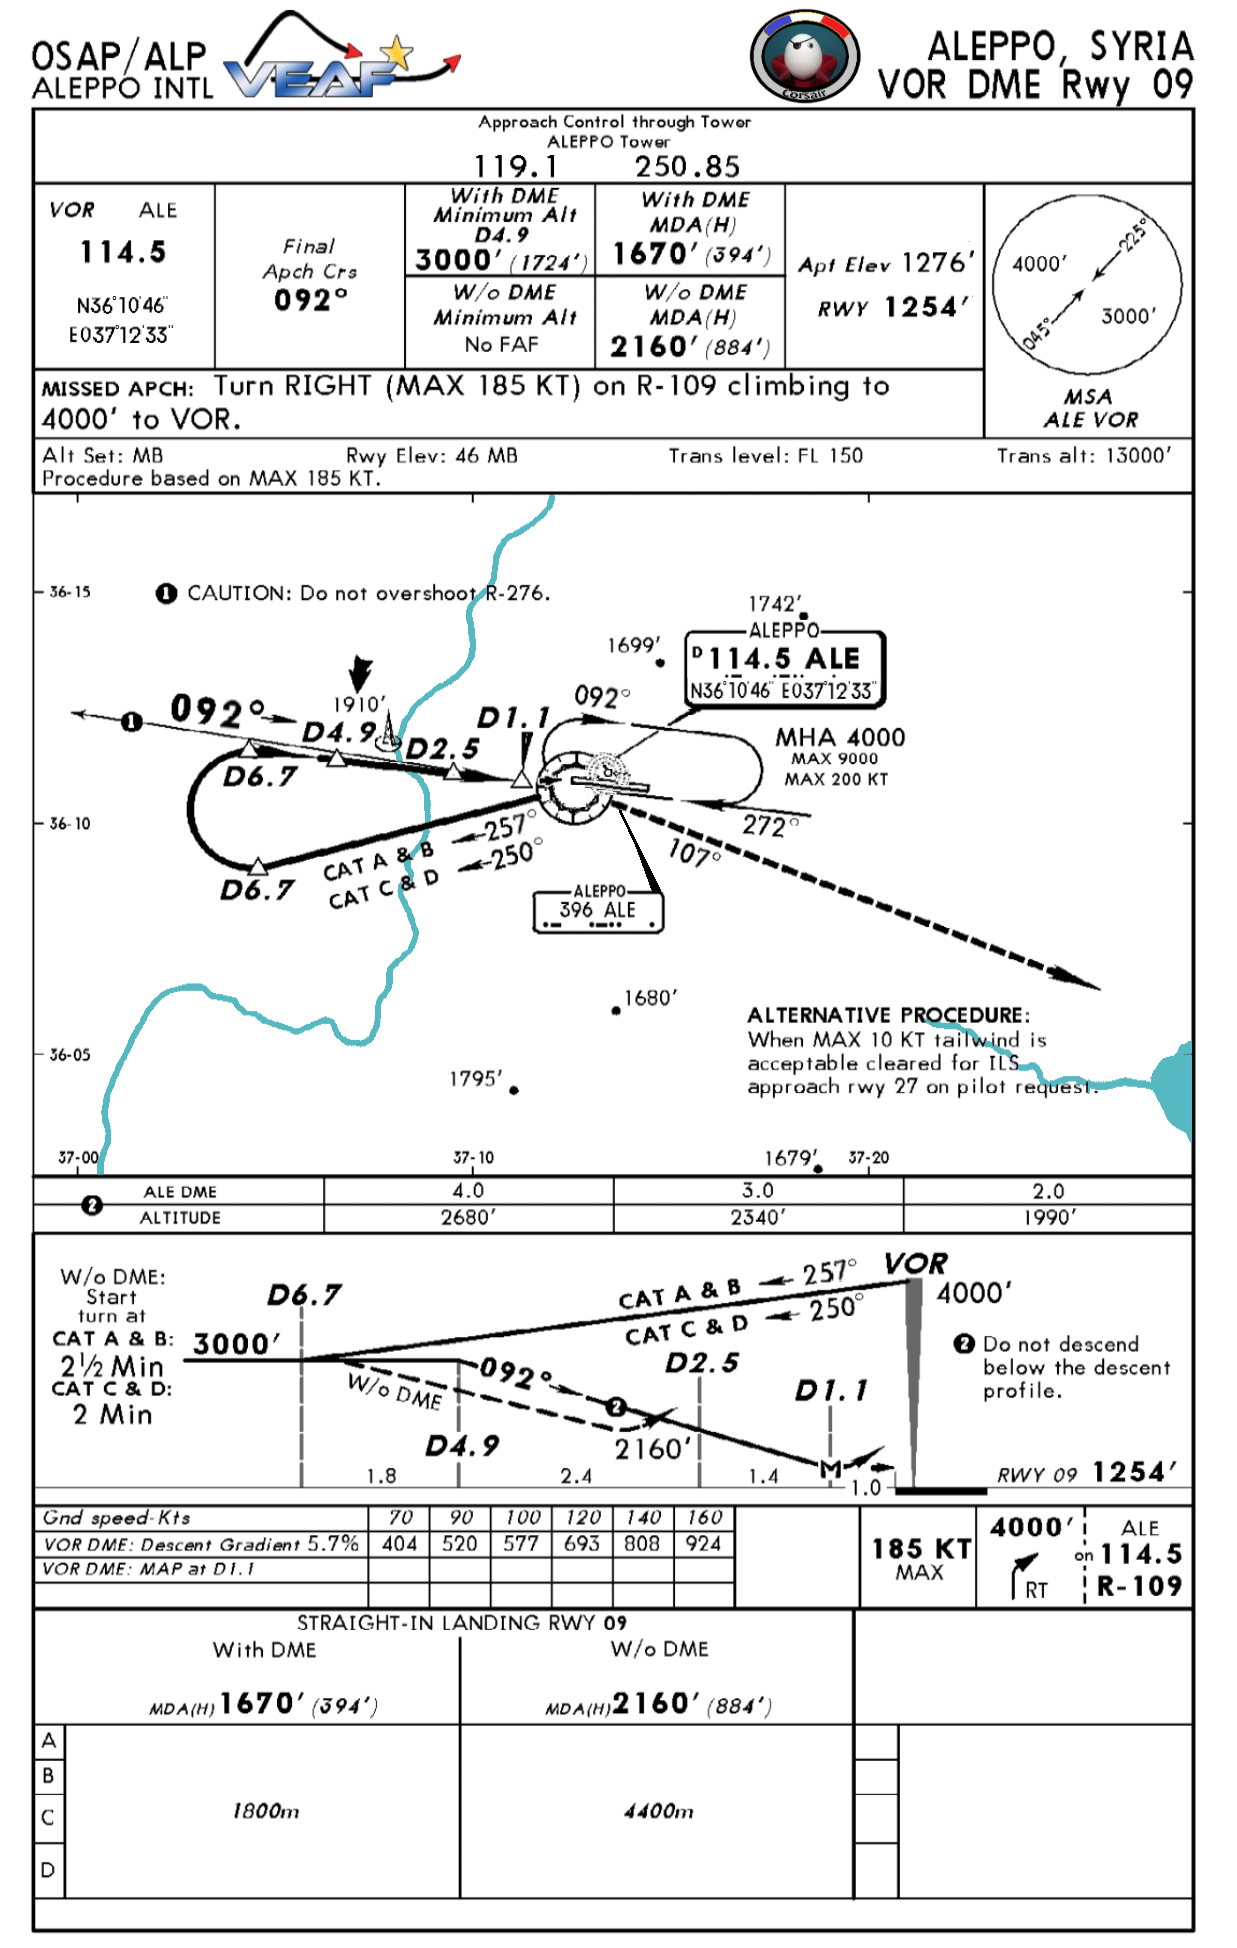 OSAP/ALP
ALEPPO INTL
VEAF
Corsair
ALEPPO, SYRIA
VOR DME Rwy 09
Approach Control through Tower
ALEPPO Tower
119.1 250.85
VOR ALE
114.5
N36°10'46"
E037°12'33"
Final
Apch Crs
092°
With DME
Minimum Alt
D4.9
3000' (1724')
W/o DME
Minimum Alt
No FAF
With DME
MDA(H)
1670' (394')
W/o DME
MDA(H)
2160' (884')
Apt Elev 1276'
RWY 1254'
4000'
225°
045°
3000'
MSA
ALE VOR
MISSED APCH: Turn RIGHT (MAX 185 KT) on R-109 climbing to
4000' to VOR.
Alt Set: MB Rwy Elev: 46 MB Trans level: FL 150 Trans alt: 13000'
Procedure based on MAX 185 KT.
36-15
1 CAUTION: Do not overshoot R-276.
1742'
1699'
ALEPPO
D 114.5 ALE
N36°10'46" E037°12'33"
092°
1910'
092°
1
D4.9
D1.1
D2.5
D6.7
MHA 4000
MAX 9000
MAX 200 KT
36-10
272°
257°
CAT A & B
250°
CAT C & D
107°
D6.7
ALEPPO
396 ALE
1680'
ALTERNATIVE PROCEDURE:
When MAX 10 KT tailwind is
acceptable cleared for ILS
approach rwy 27 on pilot request.
36-05
1795'
37-00 37-10 1679' 37-20
2 ALE DME 4.0 3.0 2.0
ALTITUDE 2680' 2340' 1990'
W/o DME:
Start
turn at
CAT A & B:
2½ Min
CAT C & D:
2 Min
D6.7
3000'
CAT A & B 257°
CAT C & D 250°
VOR
4000'
2 Do not descend
below the descent
profile.
092°
W/o DME
2
D2.5
D1.1
D4.9
2160'
M
1.8 2.4 1.4 1.0
RWY 09 1254'
Gnd speed-Kts 70 90 100 120 140 160
VOR DME: Descent Gradient 5.7% 404 520 577 693 808 924
VOR DME: MAP at D1.1
185 KT
MAX
4000'
RT
on
ALE
114.5
R-109
STRAIGHT-IN LANDING RWY 09
With DME W/o DME
MDA(H) 1670' (394') MDA(H) 2160' (884')
A
B
C
D
1800m 4400m